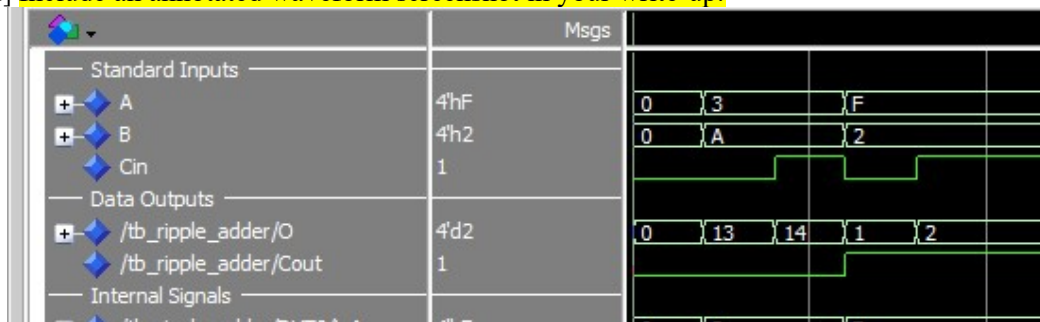 include an annotated waveform screenshot in your write-up.
Msgs
Standard Inputs
A 4'hF 0 3 F
B 4'h2 0 A 2
Cin 1
Data Outputs
/tb_ripple_adder/O 4'd2 0 13 14 1 2
/tb_ripple_adder/Cout 1
Internal Signals